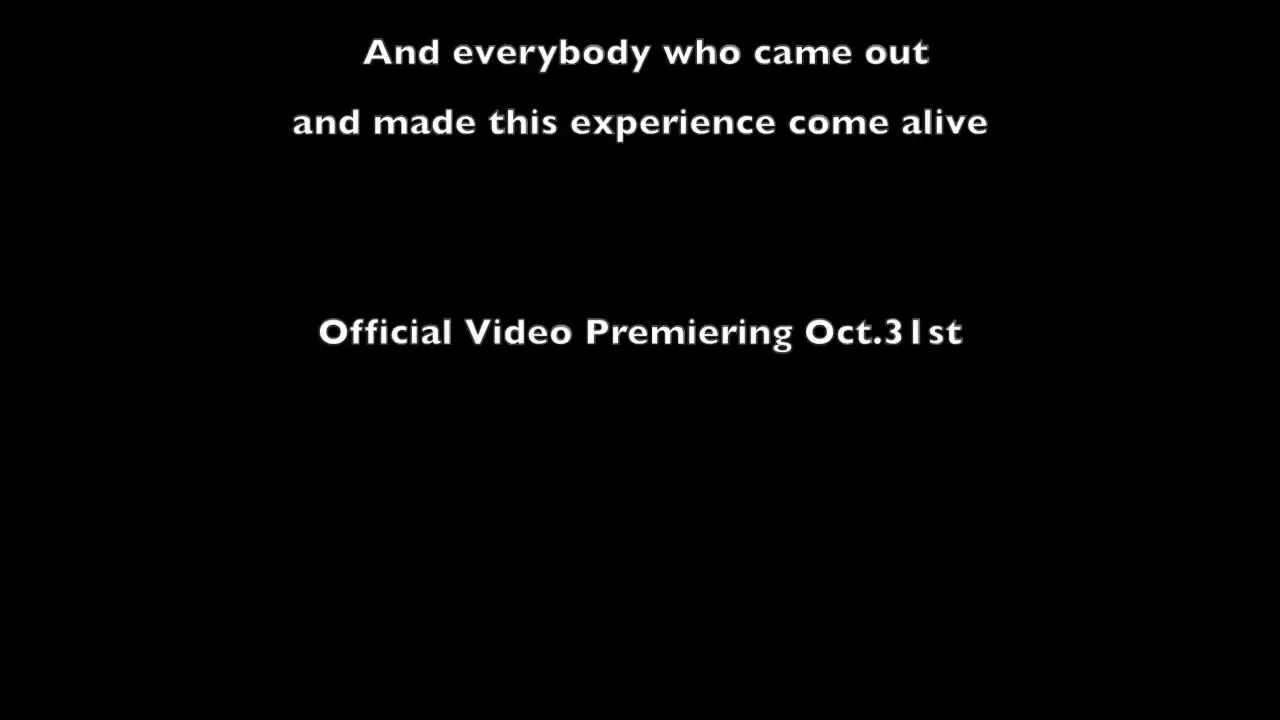 And everybody who came out
and made this experience come alive
Official Video Premiering Oct.31st